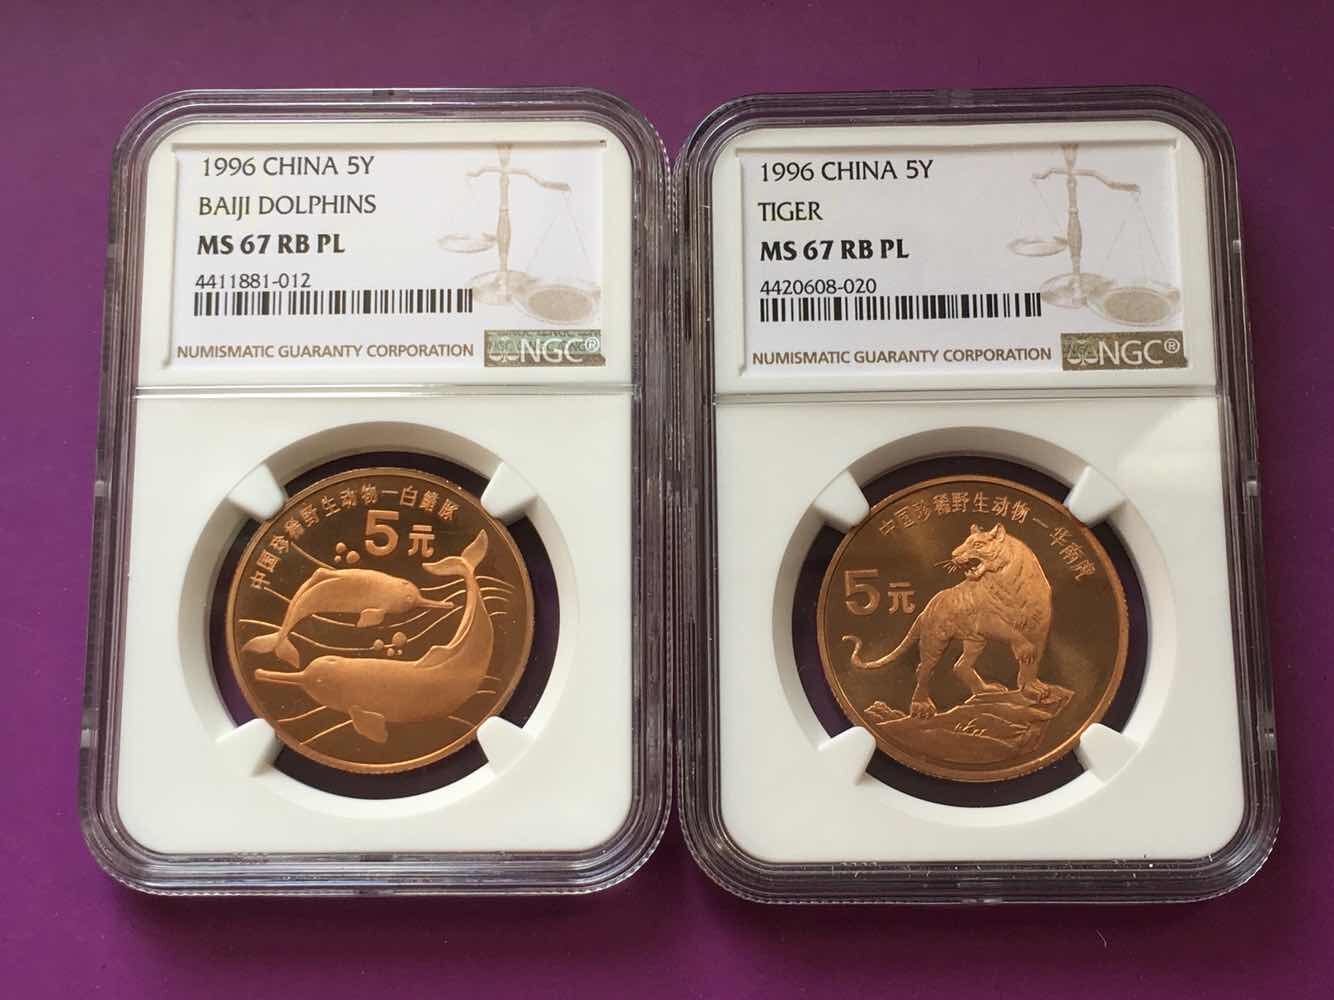 1996 CHINA 5Y
BAIJI DOLPHINS
MS 67 RB PL
4411881-012
NUMISMATIC GUARANTY CORPORATION
NGC®
中国珍稀野生动物—白鱀豚
5元
1996 CHINA 5Y
TIGER
MS 67 RB PL
4420608-020
NUMISMATIC GUARANTY CORPORATION
NGC®
中国珍稀野生动物—华南虎
5元